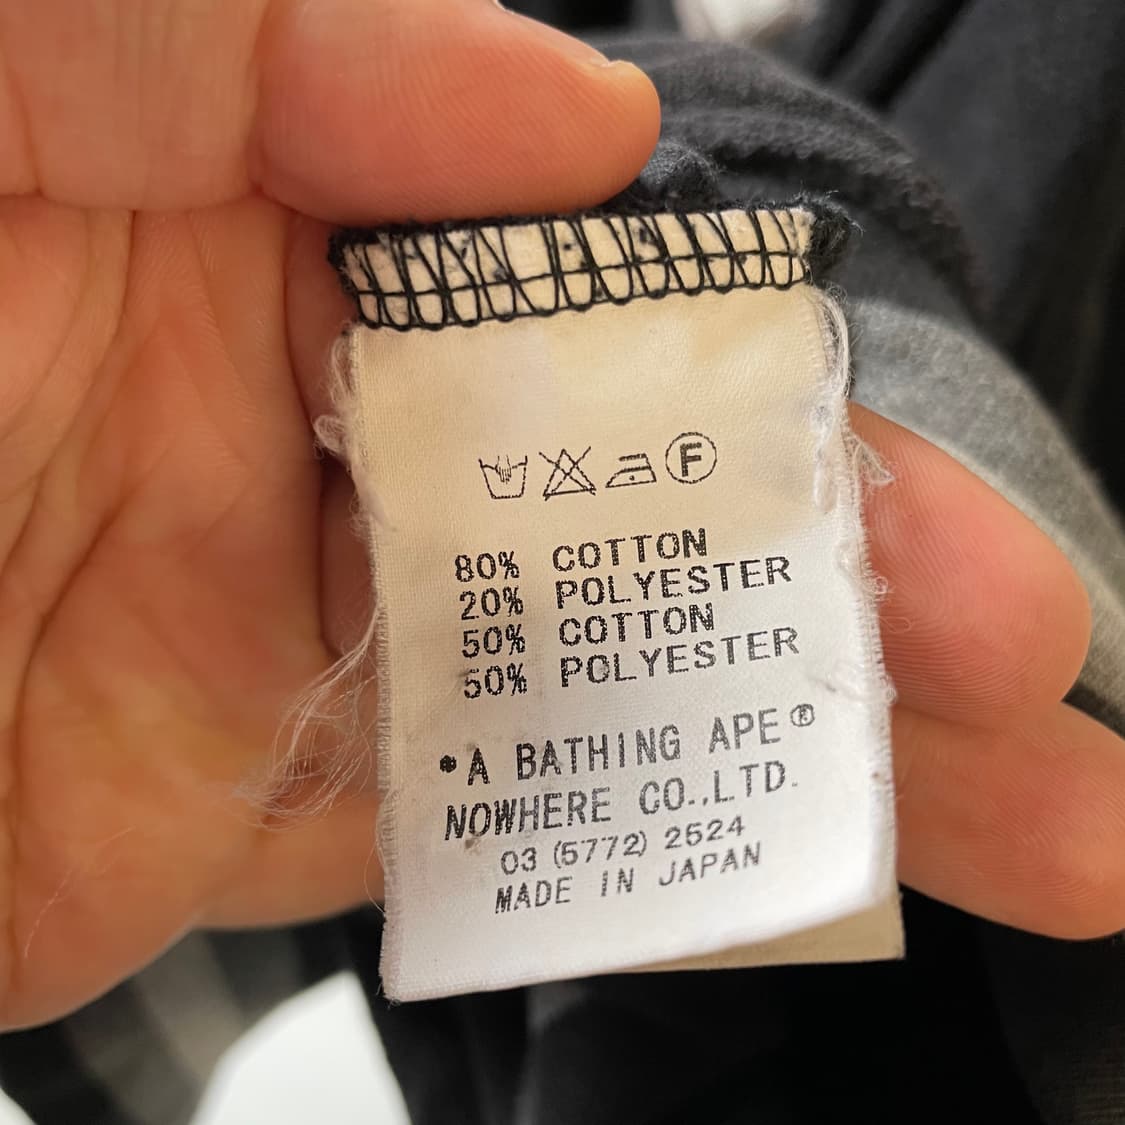 F
80% COTTON
20% POLYESTER
50% COTTON
50% POLYESTER
•A BATHING APE®
NOWHERE CO.,LTD.
03 (5772) 2524
MADE IN JAPAN